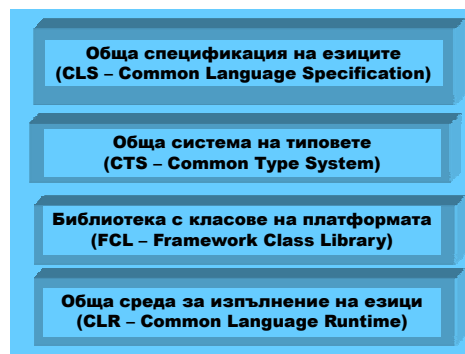 Обща спецификация на езиците
(CLS – Common Language Specification)
Обща система на типовете
(CTS – Common Type System)
Библиотека с класове на платформата
(FCL – Framework Class Library)
Обща среда за изпълнение на езици
(CLR – Common Language Runtime)